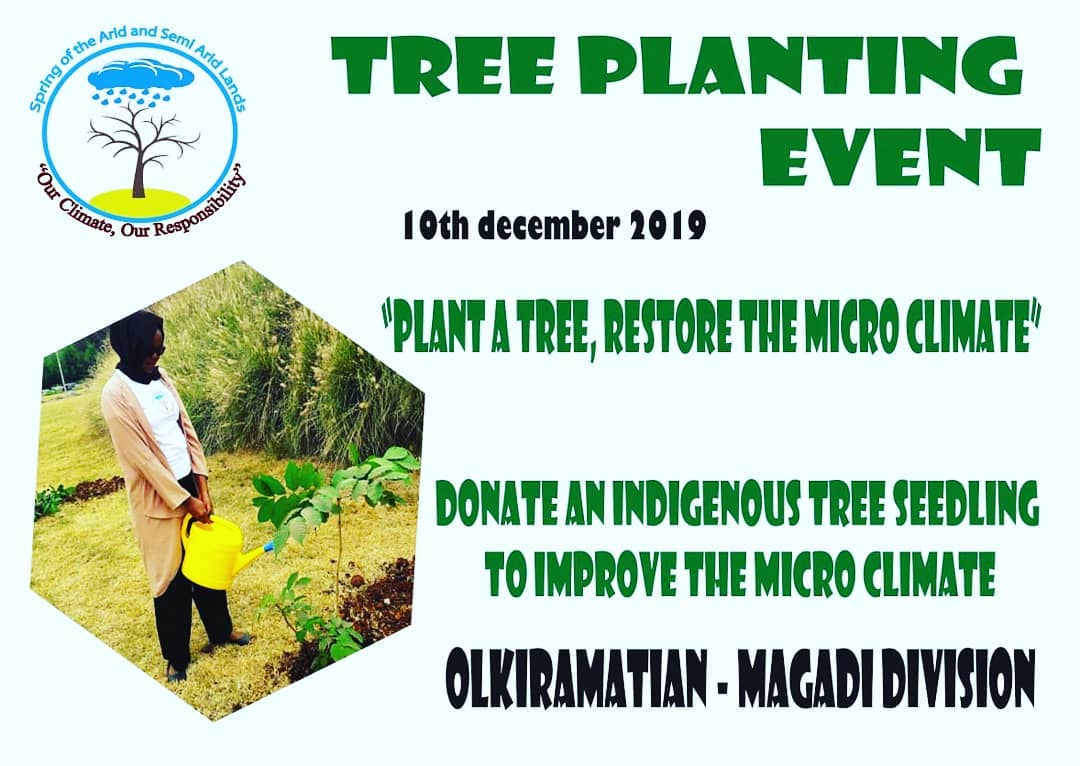 Spring of the Arid and Semi Arid Lands
"Our Climate, Our Responsibility"
TREE PLANTING
EVENT
10th december 2019
"PLANT A TREE, RESTORE THE MICRO CLIMATE"
DONATE AN INDIGENOUS TREE SEEDLING
TO IMPROVE THE MICRO CLIMATE
OLKIRAMATIAN - MAGADI DIVISION